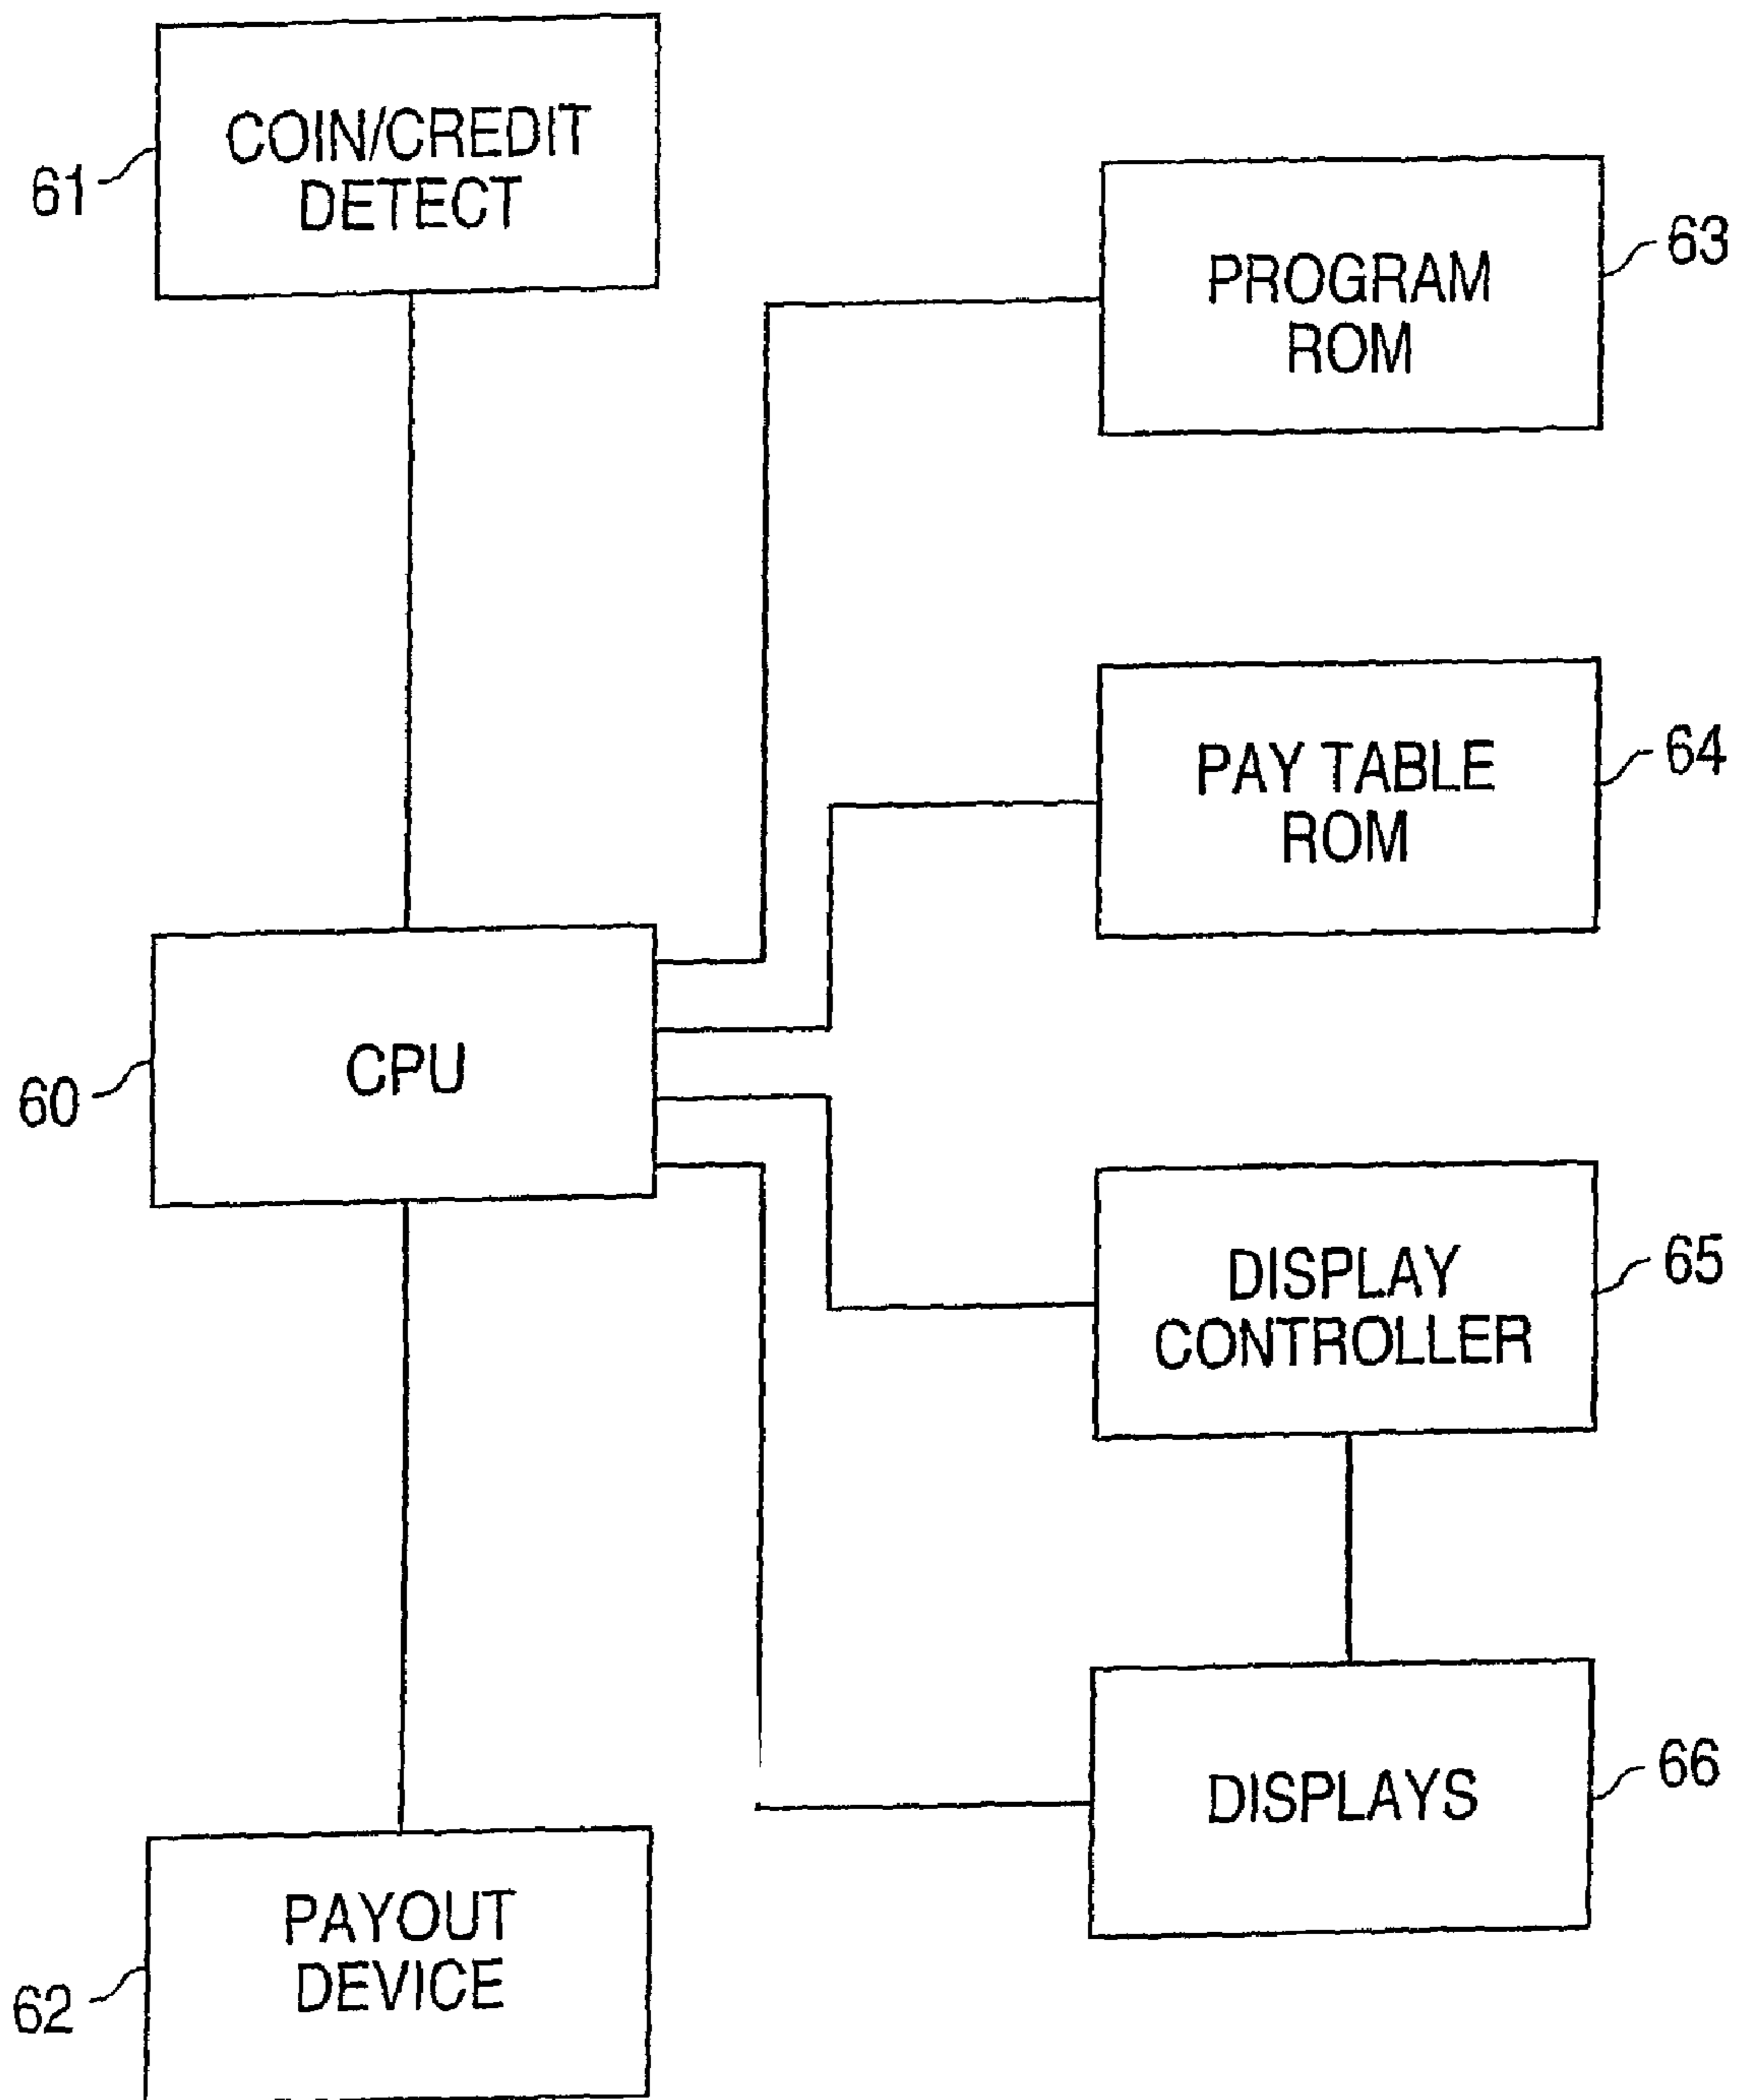 COIN/CREDIT
DETECT
61
PROGRAM
ROM
63
PAY TABLE
ROM
64
CPU
60
DISPLAY
CONTROLLER
65
DISPLAYS
66
PAYOUT
DEVICE
62